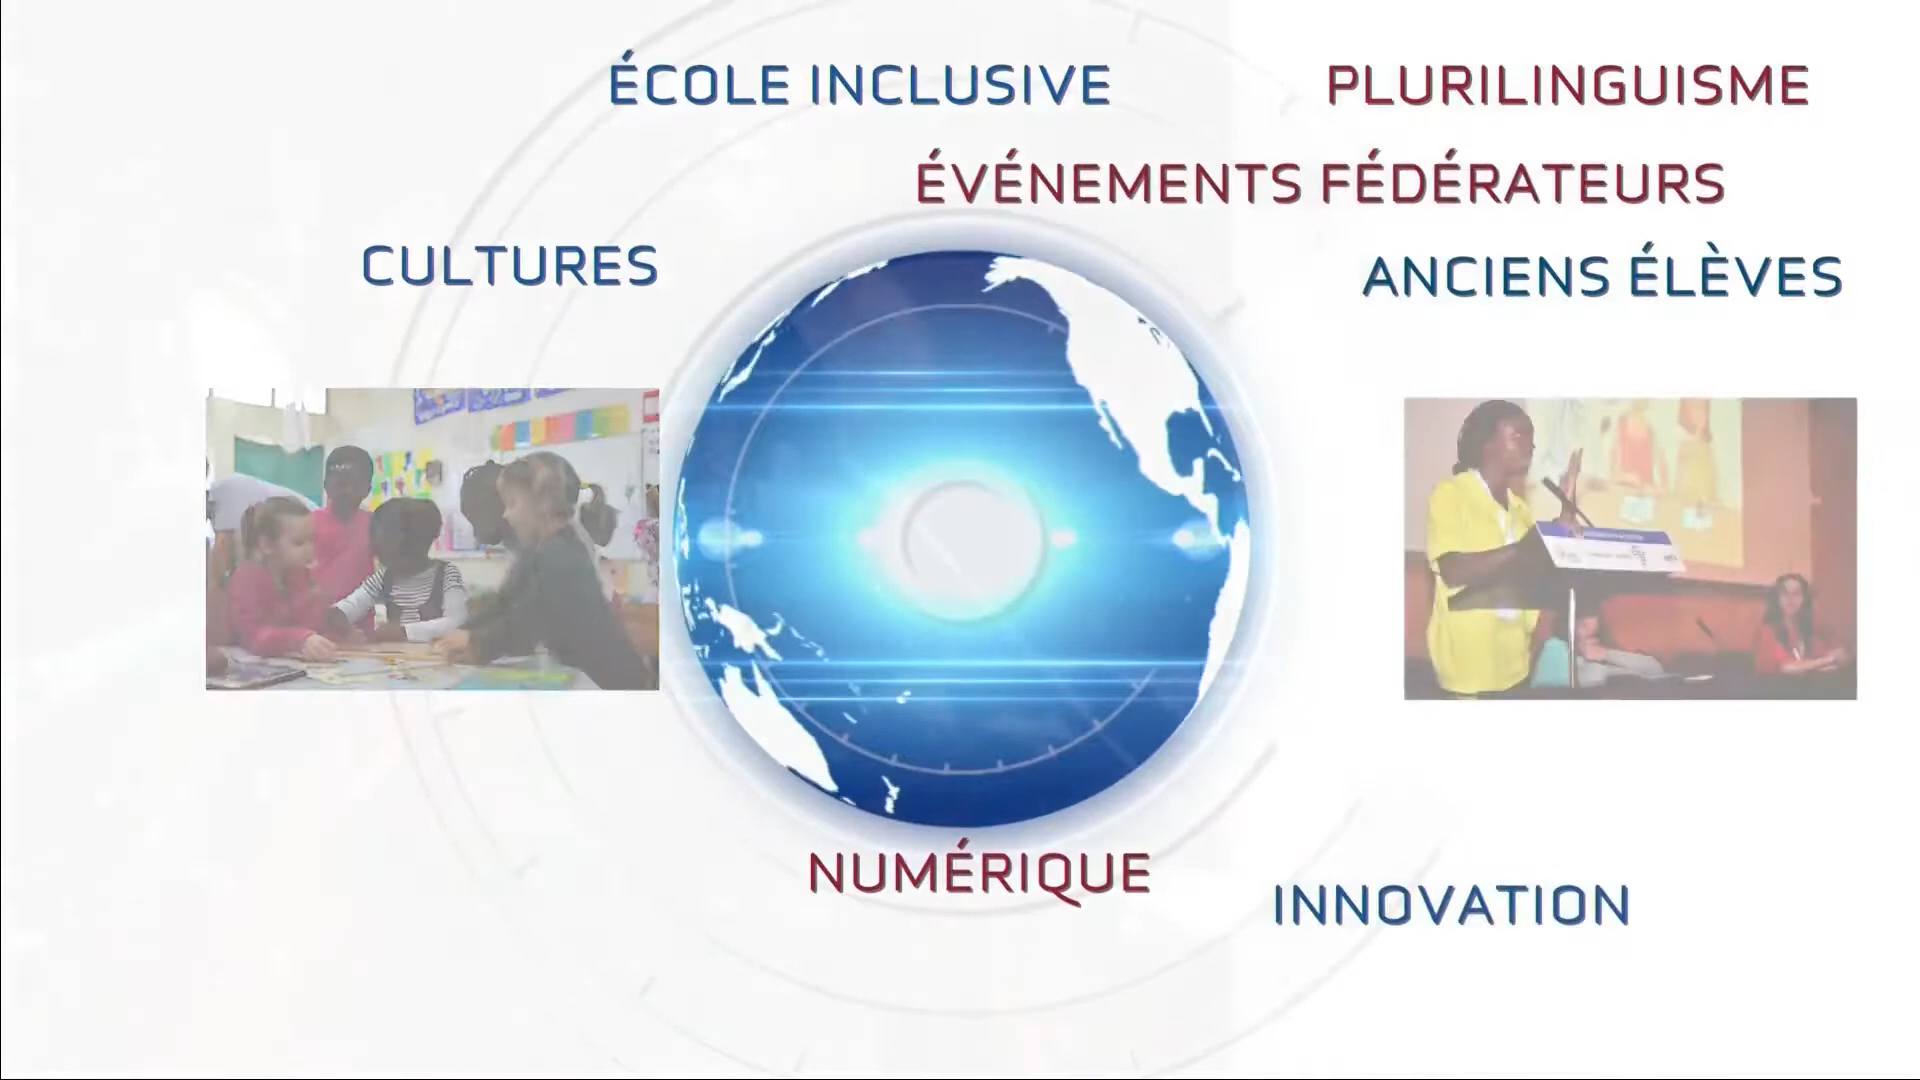 ÉCOLE INCLUSIVE
PLURILINGUISME
ÉVÉNEMENTS FÉDÉRATEURS
CULTURES
ANCIENS ÉLÈVES
NUMÉRIQUE
INNOVATION